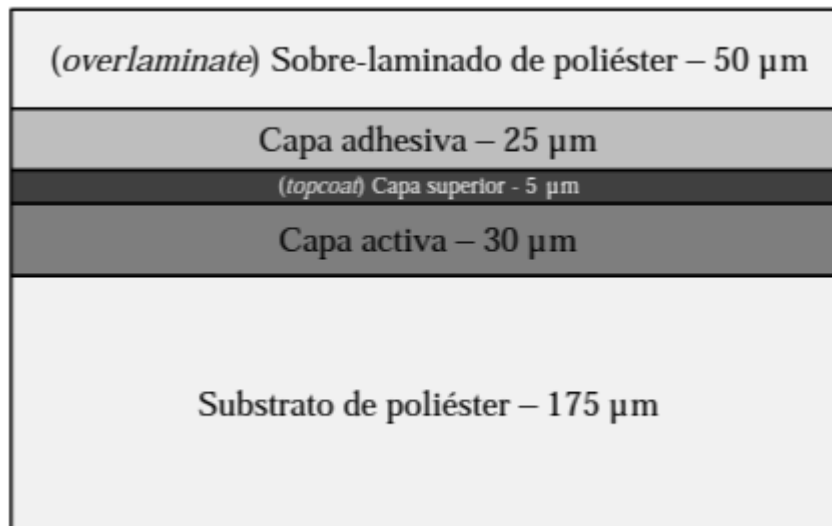 (overlaminate) Sobre-laminado de poliéster – 50 µm
Capa adhesiva – 25 µm
(topcoat) Capa superior - 5 µm
Capa activa – 30 µm
Substrato de poliéster – 175 µm